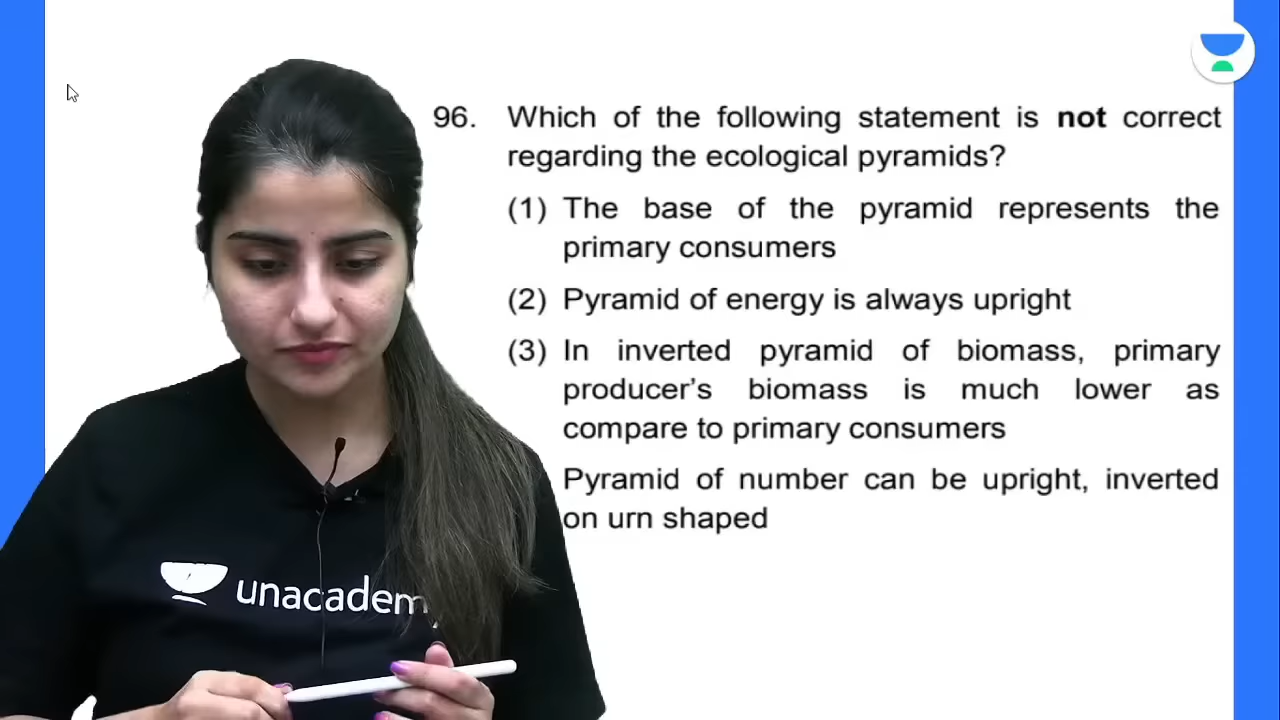 96. Which of the following statement is not correct
regarding the ecological pyramids?
(1) The base of the pyramid represents the
primary consumers
(2) Pyramid of energy is always upright
(3) In inverted pyramid of biomass, primary
producer's biomass is much lower as
compare to primary consumers
Pyramid of number can be upright, inverted
on urn shaped
unacadem